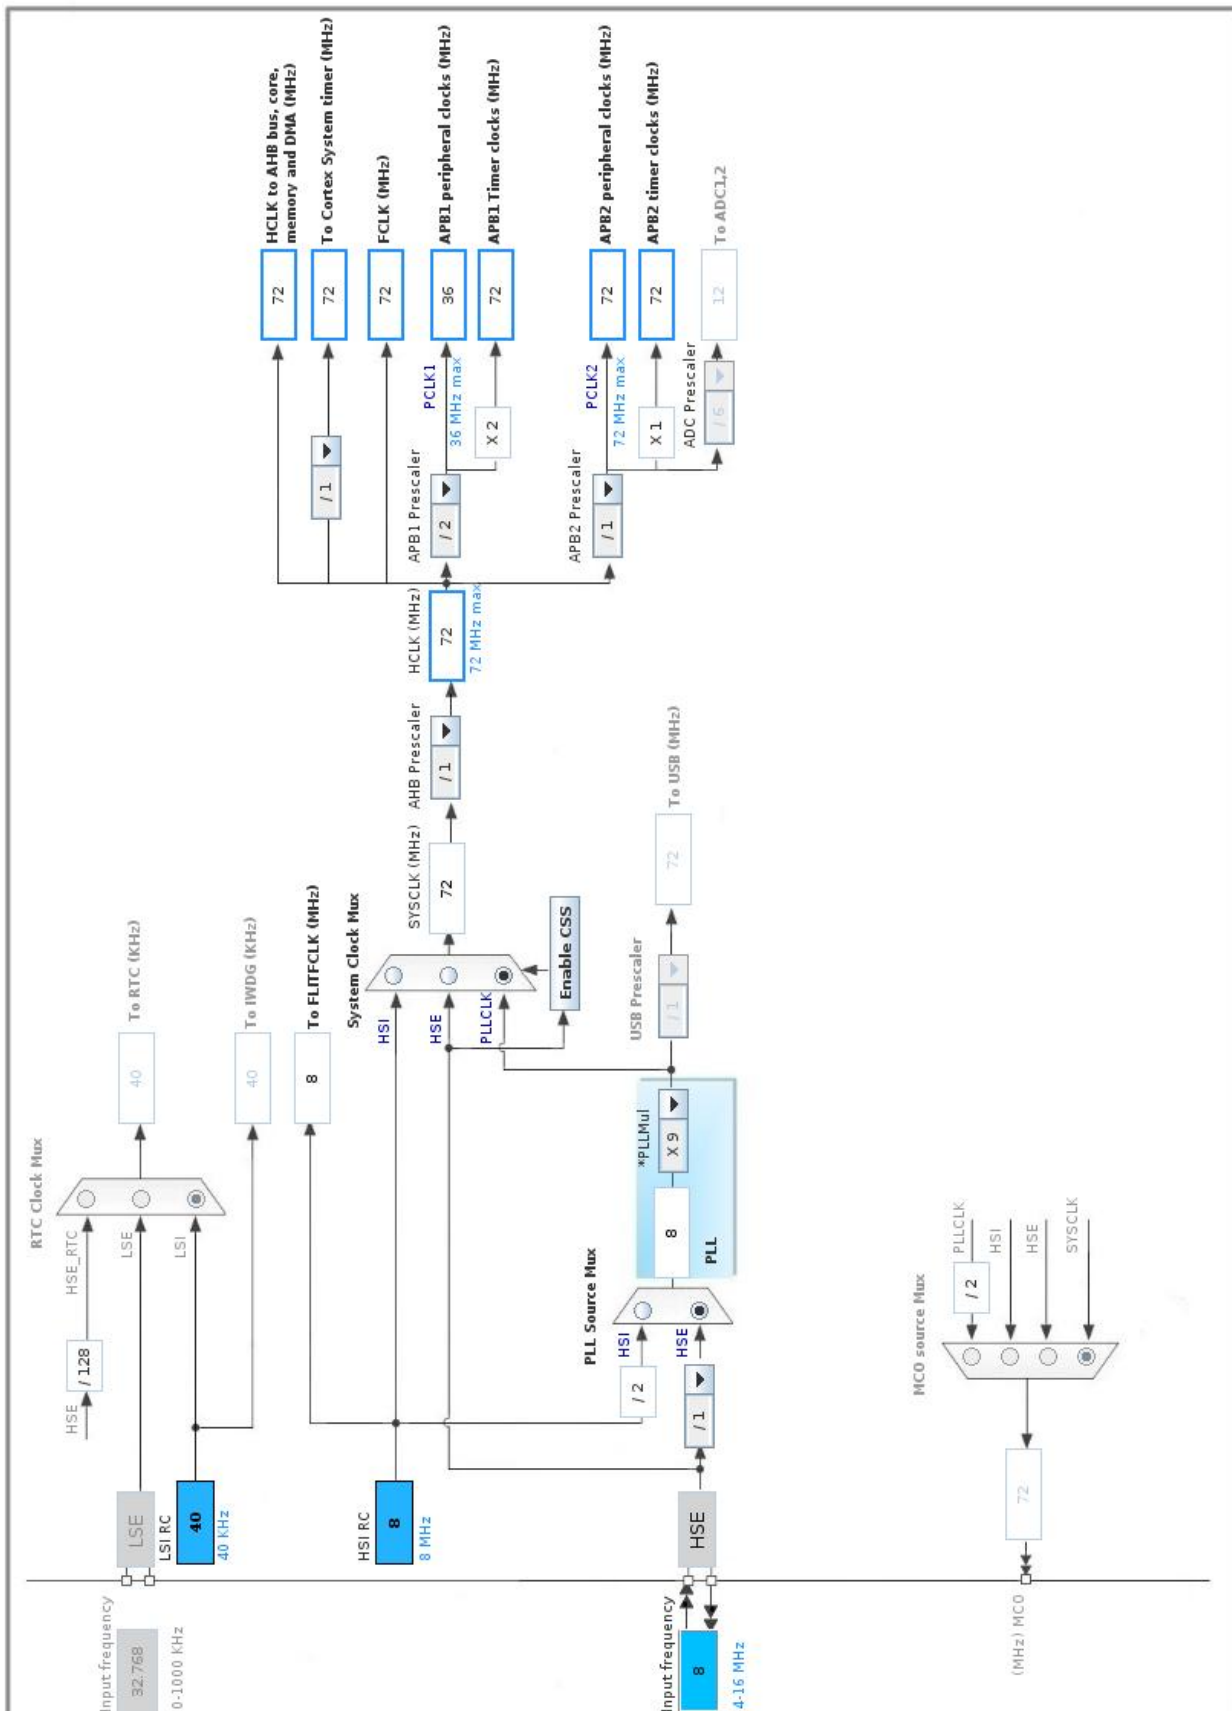 RTC Clock Mux
HSE
/ 128
HSE_RTC
Input frequency
32.768
0-1000 KHz
LSE
LSE
40
To RTC (KHz)
LSI RC
40
40 KHz
LSI
40
To IWDG (KHz)
8
To FLITFCLK (MHz)
HSI RC
8
8 MHz
System Clock Mux
HSI
HSE
PLLCLK
Enable CSS
SYSCLK (MHz)
72
AHB Prescaler
/ 1
HCLK (MHz)
72
72 MHz max
72
HCLK to AHB bus, core,
memory and DMA (MHz)
/ 1
72
To Cortex System timer (MHz)
72
FCLK (MHz)
APB1 Prescaler
/ 2
PCLK1
36 MHz max
36
APB1 peripheral clocks (MHz)
X 2
72
APB1 Timer clocks (MHz)
APB2 Prescaler
/ 1
PCLK2
72 MHz max
72
APB2 peripheral clocks (MHz)
X 1
72
APB2 timer clocks (MHz)
ADC Prescaler
/ 6
12
To ADC1,2
PLL Source Mux
/ 2
HSI
Input frequency
8
4-16 MHz
HSE
/ 1
HSE
8
*PLLMul
X 9
PLL
USB Prescaler
/ 1
72
To USB (MHz)
MCO source Mux
(MHz) MCO
72
/ 2
PLLCLK
HSI
HSE
SYSCLK